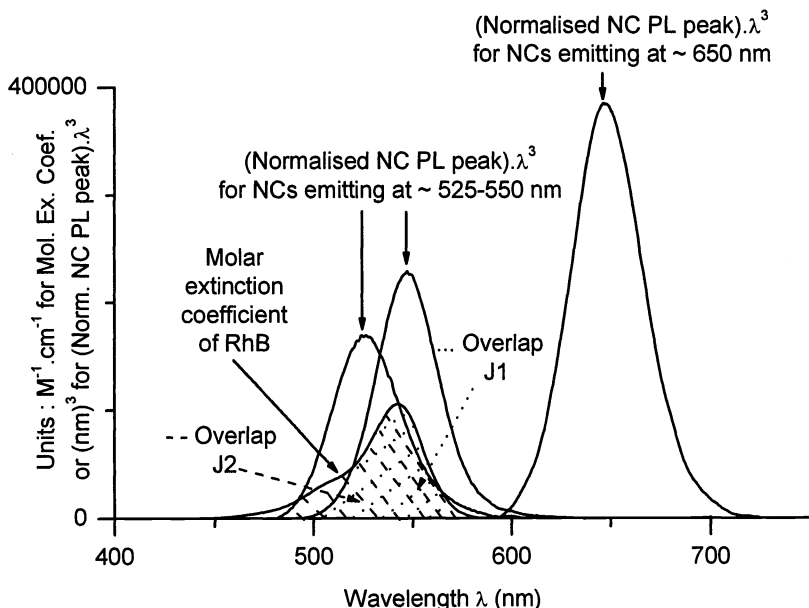 (Normalised NC PL peak).λ³
for NCs emitting at ~ 650 nm
400000
(Normalised NC PL peak).λ³
for NCs emitting at ~ 525-550 nm
Molar
extinction
coefficient
of RhB
... Overlap
J1
-- Overlap
J2
0
400
500
600
700
Wavelength λ (nm)
Units : M⁻¹.cm⁻¹ for Mol. Ex. Coef.
or (nm)³ for (Norm. NC PL peak).λ³